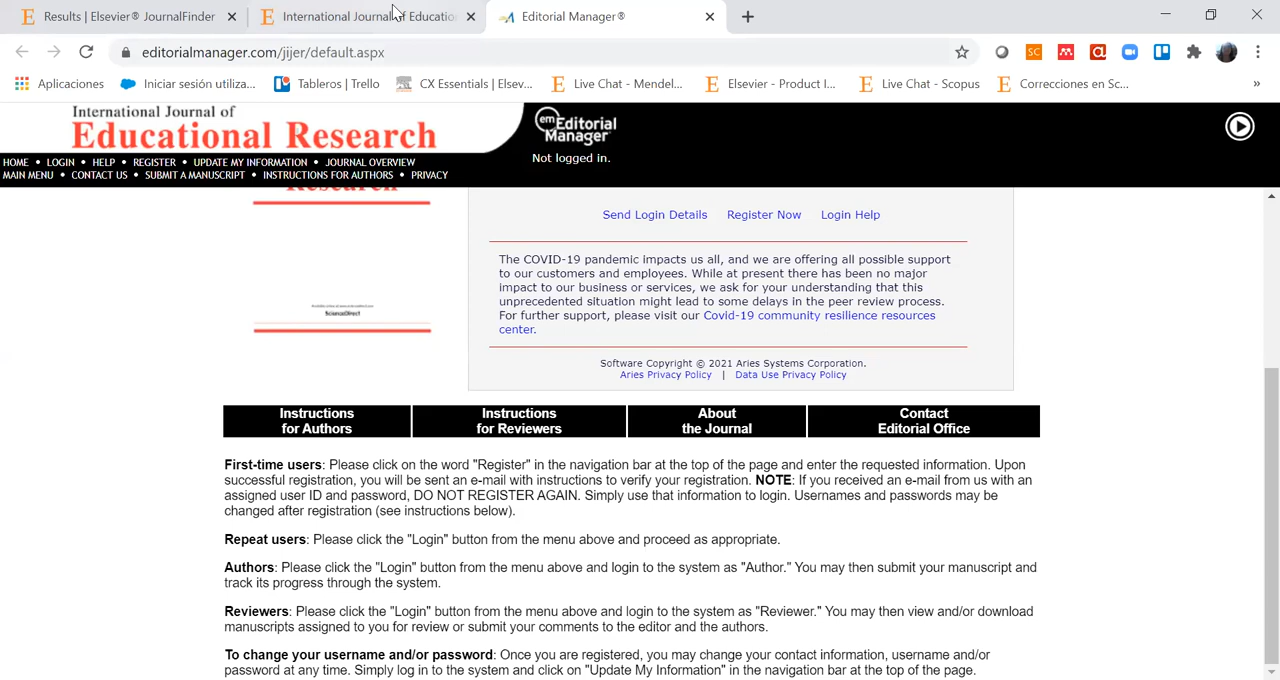 Results | Elsevier® JournalFinder
International Journal of Educatio
Editorial Manager®
editorialmanager.com/jijer/default.aspx
Aplicaciones
Iniciar sesión utiliza...
Tableros | Trello
CX Essentials | Elsev...
Live Chat - Mendel...
Elsevier - Product I...
Live Chat - Scopus
Correcciones en Sc...
»
International Journal of
Educational Research
em Editorial
Manager®
Not logged in.
HOME • LOGIN • HELP • REGISTER • UPDATE MY INFORMATION • JOURNAL OVERVIEW
MAIN MENU • CONTACT US • SUBMIT A MANUSCRIPT • INSTRUCTIONS FOR AUTHORS • PRIVACY
Research
ScienceDirect
Send Login Details Register Now Login Help
The COVID-19 pandemic impacts us all, and we are offering all possible support
to our customers and employees. While at present there has been no major
impact to our business or services, we ask for your understanding that this
unprecedented situation might lead to some delays in the peer review process.
For further support, please visit our Covid-19 community resilience resources
center.
Software Copyright © 2021 Aries Systems Corporation.
Aries Privacy Policy | Data Use Privacy Policy
Instructions
for Authors
Instructions
for Reviewers
About
the Journal
Contact
Editorial Office
First-time users: Please click on the word "Register" in the navigation bar at the top of the page and enter the requested information. Upon
successful registration, you will be sent an e-mail with instructions to verify your registration. NOTE: If you received an e-mail from us with an
assigned user ID and password, DO NOT REGISTER AGAIN. Simply use that information to login. Usernames and passwords may be
changed after registration (see instructions below).
Repeat users: Please click the "Login" button from the menu above and proceed as appropriate.
Authors: Please click the "Login" button from the menu above and login to the system as "Author." You may then submit your manuscript and
track its progress through the system.
Reviewers: Please click the "Login" button from the menu above and login to the system as "Reviewer." You may then view and/or download
manuscripts assigned to you for review or submit your comments to the editor and the authors.
To change your username and/or password: Once you are registered, you may change your contact information, username and/or
password at any time. Simply log in to the system and click on "Update My Information" in the navigation bar at the top of the page.